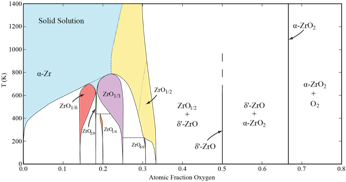 1400
1200
1000
800
600
400
200
0
T (K)
Solid Solution
α-Zr
ZrO1/6
ZrO1/3
ZrO1/2
ZrO1/2
+
δ'-ZrO
δ'-ZrO
δ'-ZrO
+
α-ZrO2
α-ZrO2
α-ZrO2
+
O2
0.0
0.1
0.2
0.3
0.4
0.5
0.6
0.7
0.8
Atomic Fraction Oxygen